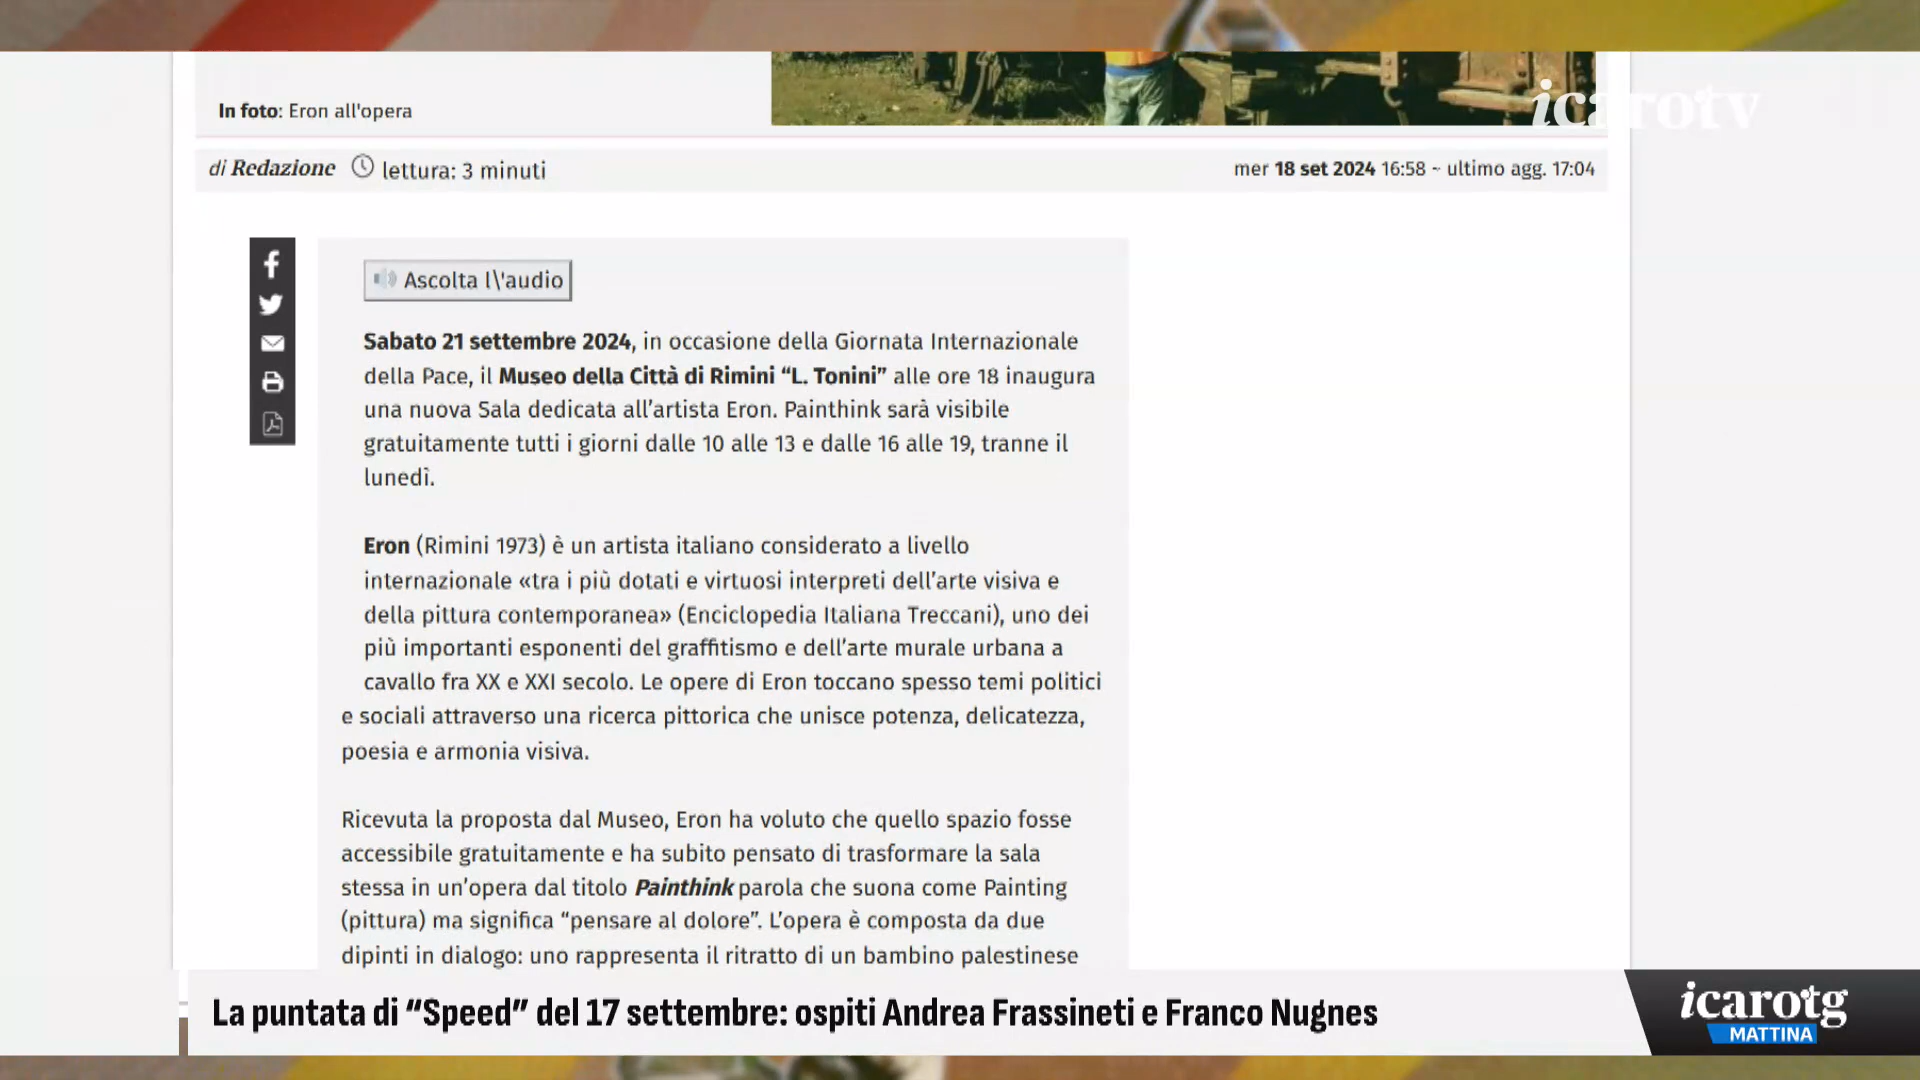 icarotv
In foto: Eron all'opera
di Redazione lettura: 3 minuti
mer 18 set 2024 16:58 ~ ultimo agg. 17:04
Ascolta l\'audio
Sabato 21 settembre 2024, in occasione della Giornata Internazionale
della Pace, il Museo della Città di Rimini “L. Tonini” alle ore 18 inaugura
una nuova Sala dedicata all’artista Eron. Painthink sarà visibile
gratuitamente tutti i giorni dalle 10 alle 13 e dalle 16 alle 19, tranne il
lunedì.
Eron (Rimini 1973) è un artista italiano considerato a livello
internazionale «tra i più dotati e virtuosi interpreti dell’arte visiva e
della pittura contemporanea» (Enciclopedia Italiana Treccani), uno dei
più importanti esponenti del graffitismo e dell’arte murale urbana a
cavallo fra XX e XXI secolo. Le opere di Eron toccano spesso temi politici
e sociali attraverso una ricerca pittorica che unisce potenza, delicatezza,
poesia e armonia visiva.
Ricevuta la proposta dal Museo, Eron ha voluto che quello spazio fosse
accessibile gratuitamente e ha subito pensato di trasformare la sala
stessa in un’opera dal titolo Painthink parola che suona come Painting
(pittura) ma significa “pensare al dolore”. L’opera è composta da due
dipinti in dialogo: uno rappresenta il ritratto di un bambino palestinese
La puntata di “Speed” del 17 settembre: ospiti Andrea Frassineti e Franco Nugnes
icarotg
MATTINA